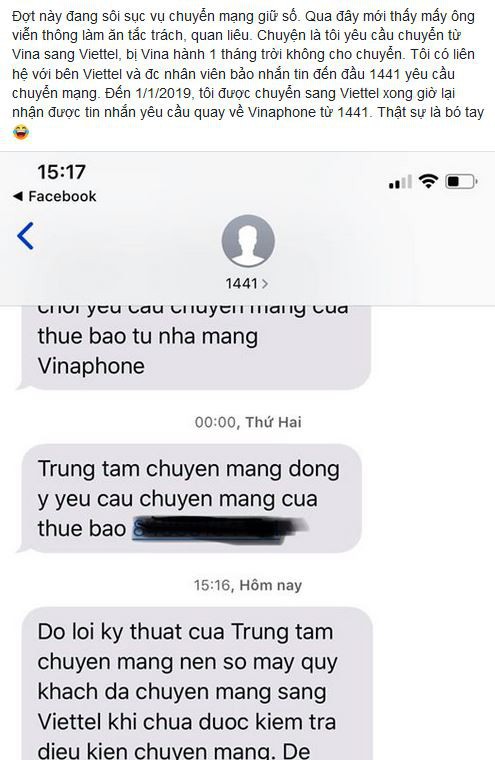 Đợt này đang sôi sục vụ chuyển mạng giữ số. Qua đây mới thấy mấy ông
viễn thông làm ăn tắc trách, quan liêu. Chuyện là tôi yêu cầu chuyển từ
Vina sang Viettel, bị Vina hành 1 tháng trời không cho chuyển. Tôi có liên
hệ với bên Viettel và đc nhân viên bảo nhắn tin đến đầu 1441 yêu cầu
chuyển mạng. Đến 1/1/2019, tôi được chuyển sang Viettel xong giờ lại
nhận được tin nhắn yêu cầu quay về Vinaphone từ 1441. Thật sự là bó tay
😂
15:17
◀ Facebook
1441 >
choi yeu cau chuyen mang cua
thue bao tu nha mang
Vinaphone
00:00, Thứ Hai
Trung tam chuyen mang dong
y yeu cau chuyen mang cua
thue bao
15:16, Hôm nay
Do loi ky thuat cua Trung tam
chuyen mang nen so may quy
khach da chuyen mang sang
Viettel khi chua duoc kiem tra
dieu kien chuyen mang. De